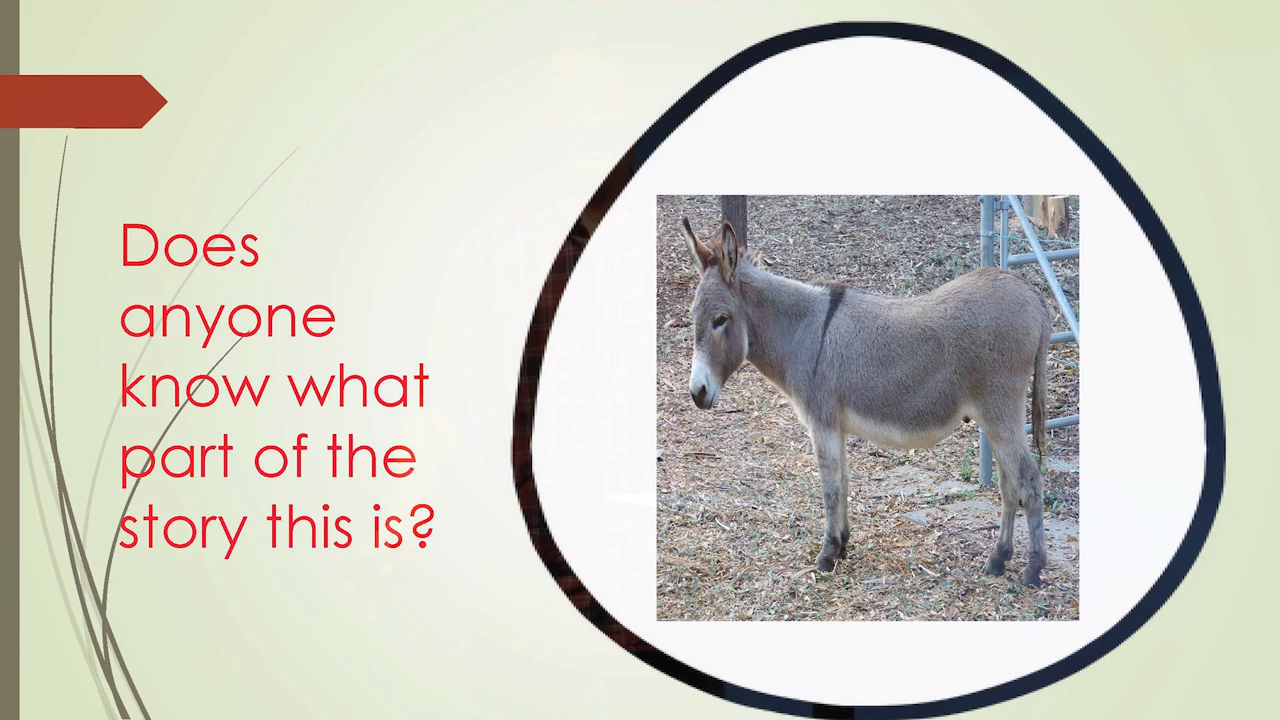 Does
anyone
know what
part of the
story this is?